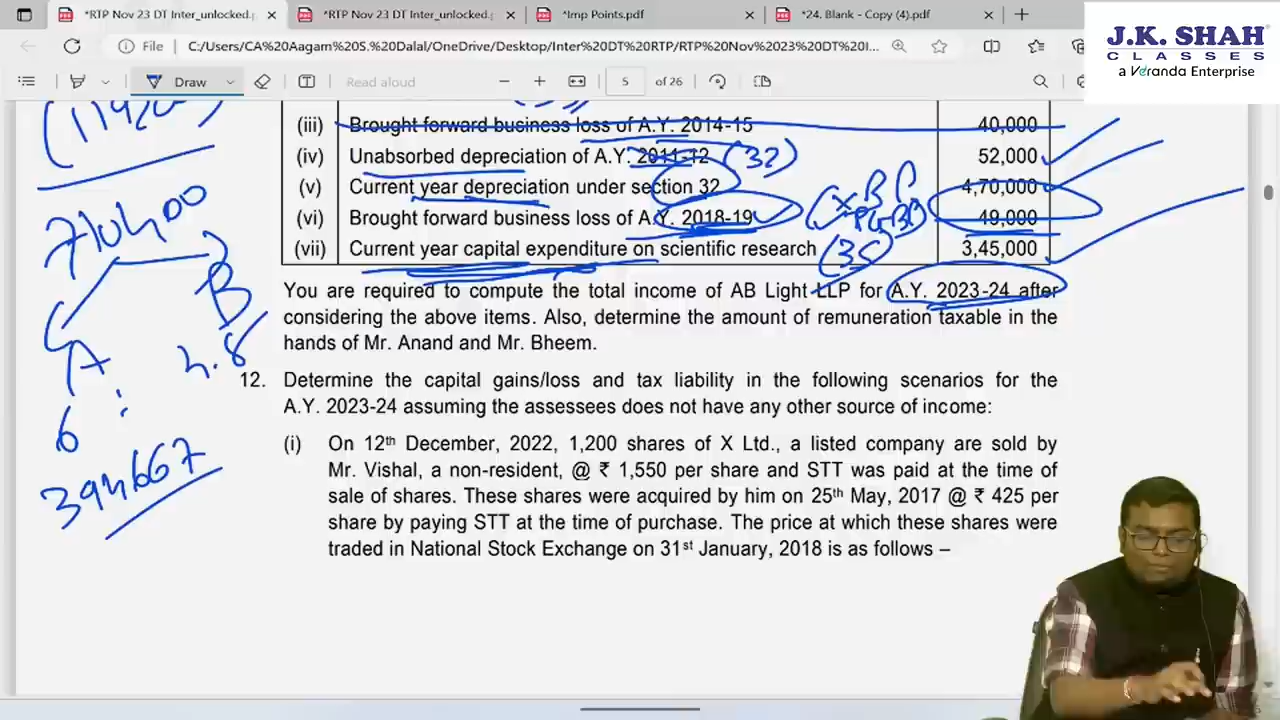 *RTP Nov 23 DT Inter_unlocked.p
*RTP Nov 23 DT Inter_unlocked.p
*Imp Points.pdf
*24. Blank - Copy (4).pdf
File
C:/Users/CA%20Aagam%20S.%20Dalal/OneDrive/Desktop/Inter%20DT%20RTP/RTP%20Nov%2023%20DT%20I...
J.K. SHAH
CLASSES
a Veranda Enterprise
Draw
Read aloud
5 of 26
(iii) Brought forward business loss of A.Y. 2014-15 40,000
(iv) Unabsorbed depreciation of A.Y. 2011-12 (32) 52,000
(v) Current year depreciation under section 32 4,70,000
(vi) Brought forward business loss of A.Y. 2018-19 49,000
(vii) Current year capital expenditure on scientific research (35) 3,45,000
You are required to compute the total income of AB Light LLP for A.Y. 2023-24 after
considering the above items. Also, determine the amount of remuneration taxable in the
hands of Mr. Anand and Mr. Bheem.
710400
A : B
6
394667
12. Determine the capital gains/loss and tax liability in the following scenarios for the
A.Y. 2023-24 assuming the assessees does not have any other source of income:
(i) On 12th December, 2022, 1,200 shares of X Ltd., a listed company are sold by
Mr. Vishal, a non-resident, @ ₹ 1,550 per share and STT was paid at the time of
sale of shares. These shares were acquired by him on 25th May, 2017 @ ₹ 425 per
share by paying STT at the time of purchase. The price at which these shares were
traded in National Stock Exchange on 31st January, 2018 is as follows –